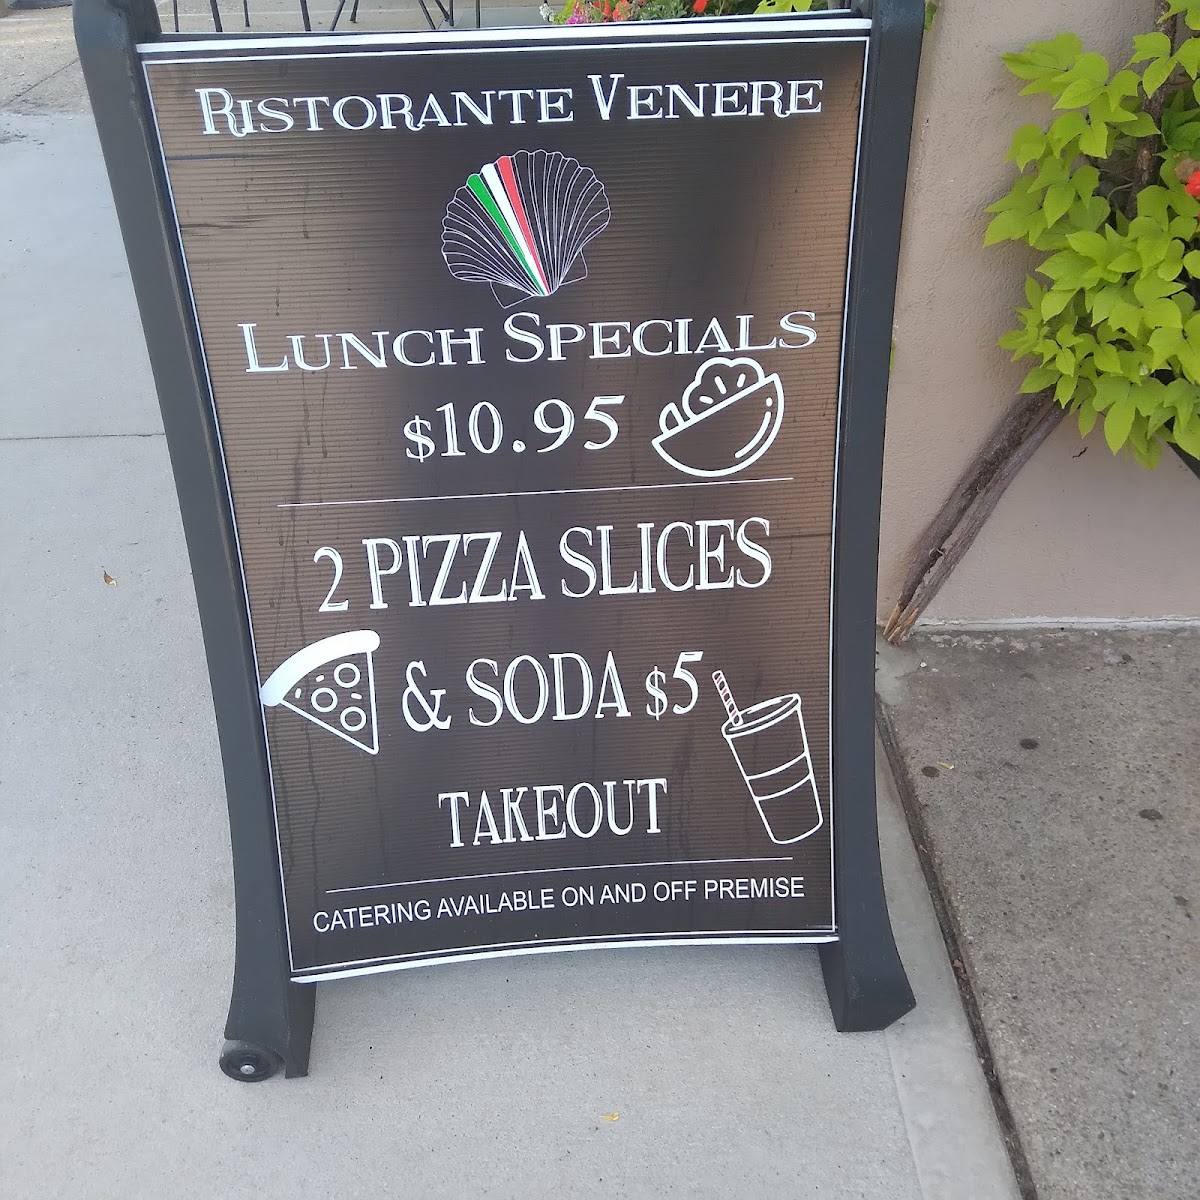 RISTORANTE VENERE
LUNCH SPECIALS
$10.95
2 PIZZA SLICES
& SODA $5
TAKEOUT
CATERING AVAILABLE ON AND OFF PREMISE